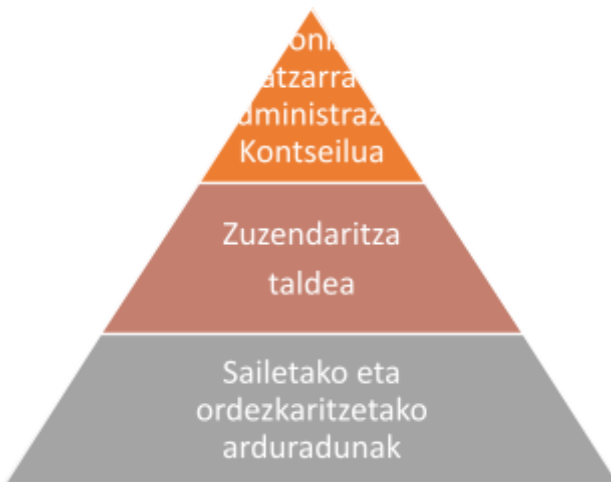 Kontseilua
Zuzendaritza
taldea
Sailetako eta
ordezkaritzetako
arduradunak